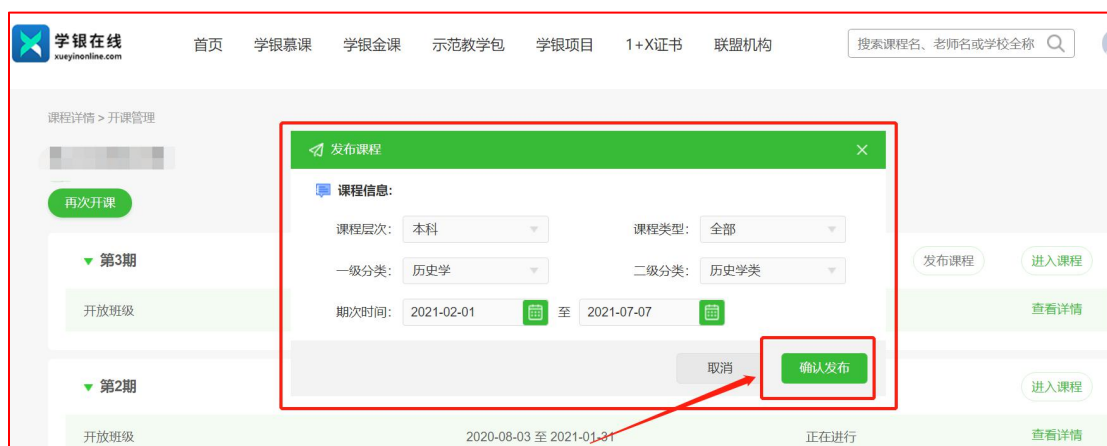 学银在线
xueyinonline.com
首页 学银慕课 学银金课 示范教学包 学银项目 1+X证书 联盟机构 搜索课程名、老师名或学校全称
课程详情 > 开课管理
再次开课
发布课程
课程信息:
课程层次: 本科 课程类型: 全部
第3期 一级分类: 历史学 二级分类: 历史学类 发布课程 进入课程
开放班级 期次时间: 2021-02-01 至 2021-07-07 查看详情
取消 确认发布
第2期 进入课程
开放班级 2020-08-03 至 2021-01-31 正在进行 查看详情